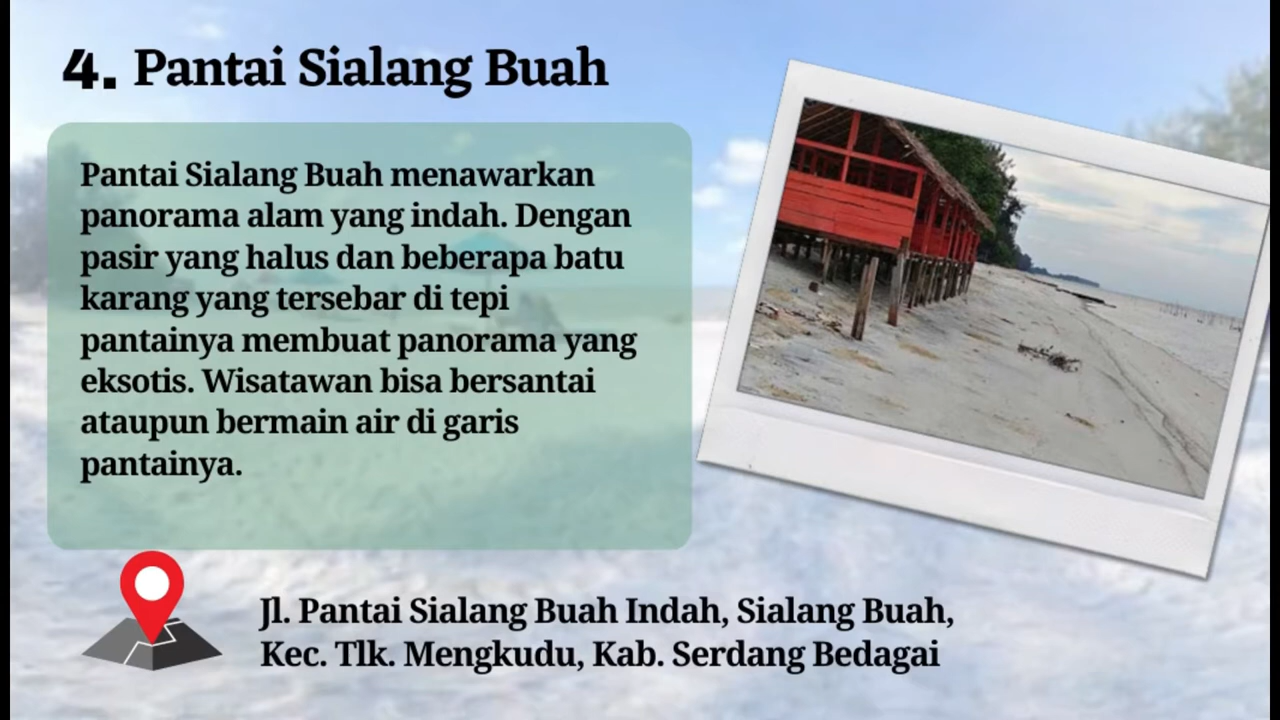 4. Pantai Sialang Buah
Pantai Sialang Buah menawarkan
panorama alam yang indah. Dengan
pasir yang halus dan beberapa batu
karang yang tersebar di tepi
pantainya membuat panorama yang
eksotis. Wisatawan bisa bersantai
ataupun bermain air di garis
pantainya.
Jl. Pantai Sialang Buah Indah, Sialang Buah,
Kec. Tlk. Mengkudu, Kab. Serdang Bedagai